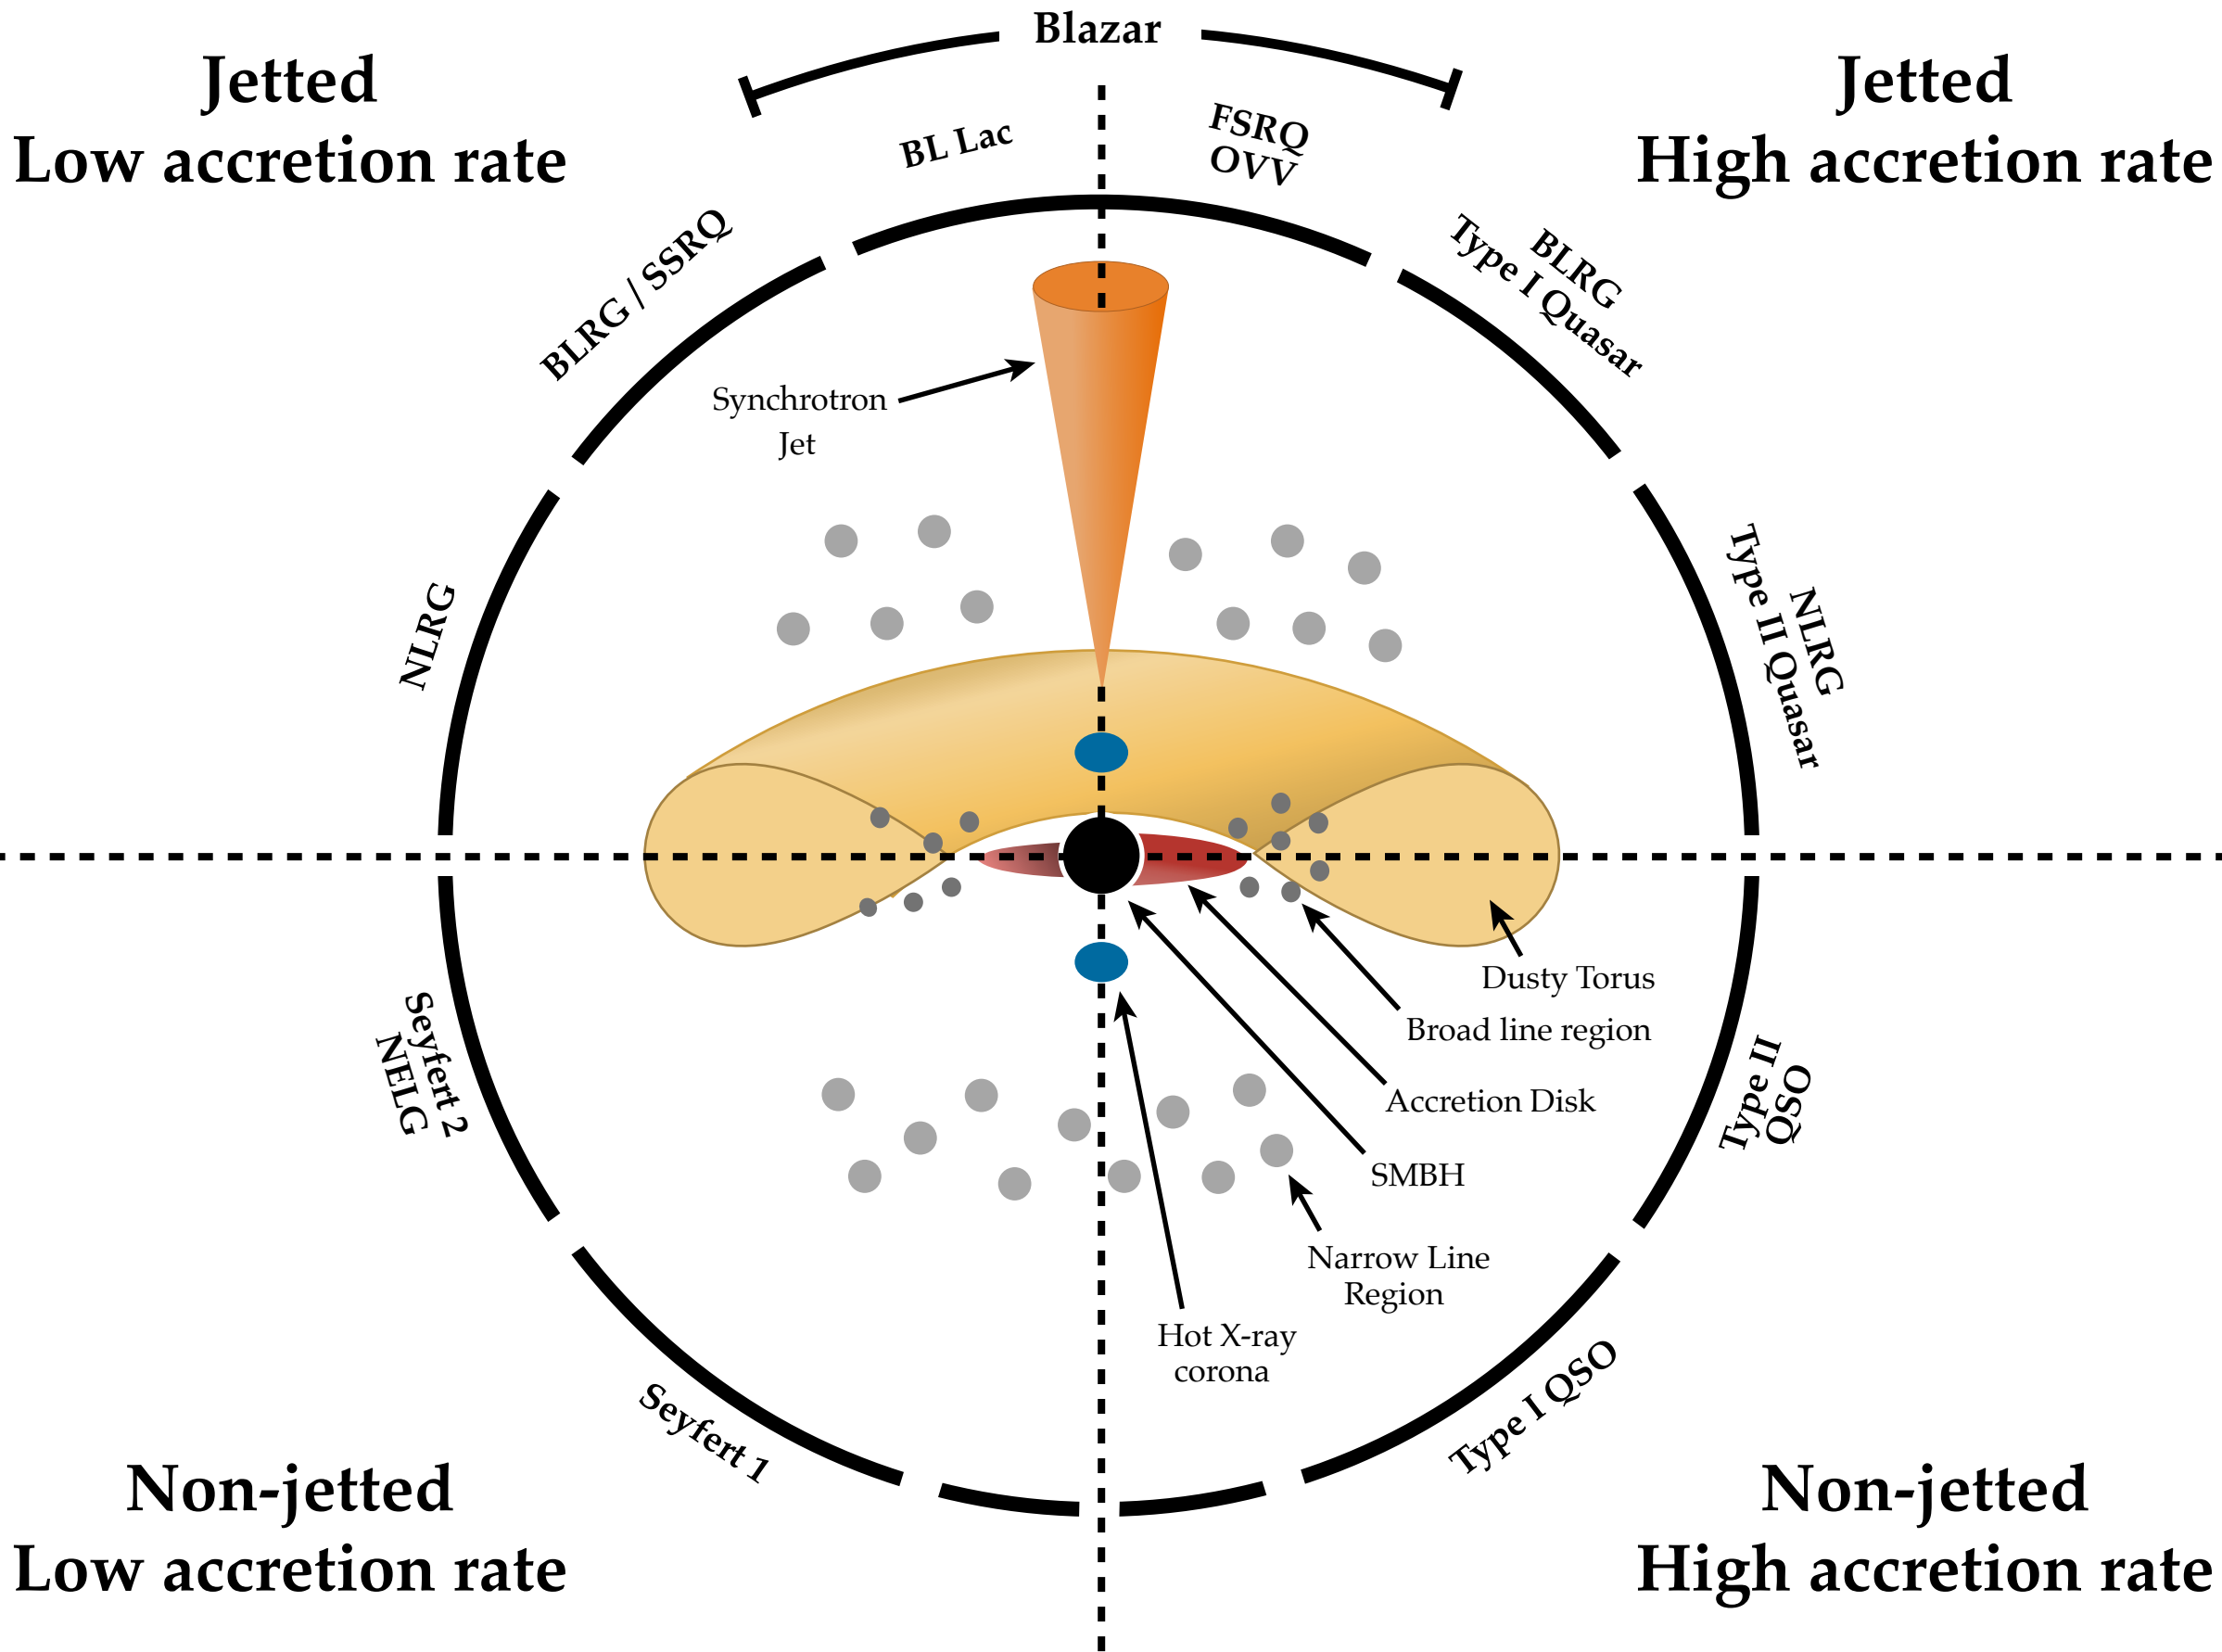 Blazar
Jetted
Low accretion rate
Jetted
High accretion rate
BL Lac
FSRQ
OVV
BLRG / SSRQ
BLRG
Type I Quasar
Synchrotron
Jet
NLRG
NLRG
Type II Quasar
Dusty Torus
Broad line region
Accretion Disk
SMBH
Narrow Line
Region
Hot X-ray
corona
Seyfert 2
NELG
Type II
QSO
Seyfert 1
Type I QSO
Non-jetted
Low accretion rate
Non-jetted
High accretion rate